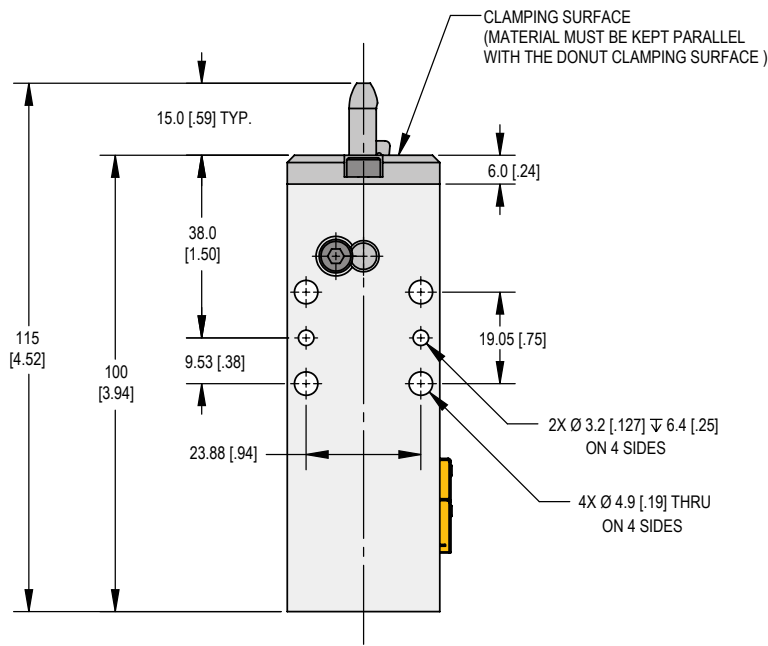 CLAMPING SURFACE
(MATERIAL MUST BE KEPT PARALLEL
WITH THE DONUT CLAMPING SURFACE )
15.0 [.59] TYP.
6.0 [.24]
38.0
[1.50]
19.05 [.75]
115
[4.52]
9.53 [.38]
100
[3.94]
2X Ø 3.2 [.127] ↧ 6.4 [.25]
ON 4 SIDES
23.88 [.94]
4X Ø 4.9 [.19] THRU
ON 4 SIDES